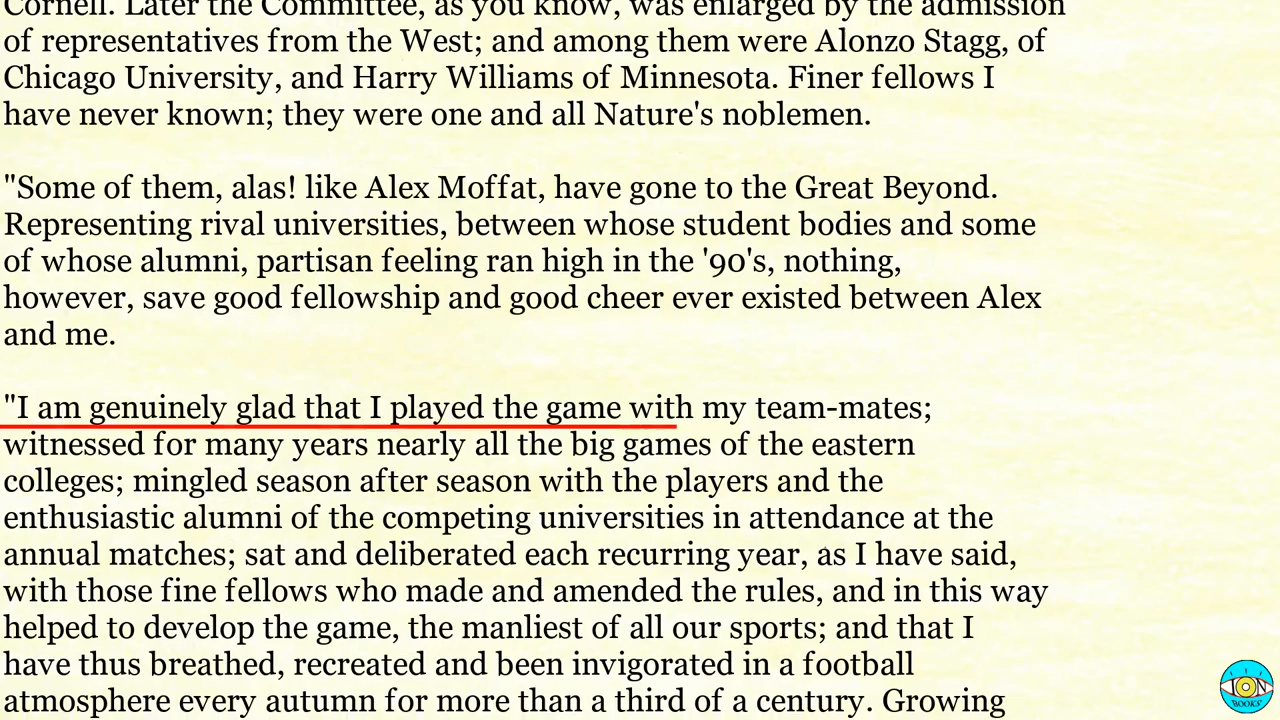 Cornell. Later the Committee, as you know, was enlarged by the admission
of representatives from the West; and among them were Alonzo Stagg, of
Chicago University, and Harry Williams of Minnesota. Finer fellows I
have never known; they were one and all Nature's noblemen.
"Some of them, alas! like Alex Moffat, have gone to the Great Beyond.
Representing rival universities, between whose student bodies and some
of whose alumni, partisan feeling ran high in the '90's, nothing,
however, save good fellowship and good cheer ever existed between Alex
and me.
"I am genuinely glad that I played the game with my team-mates;
witnessed for many years nearly all the big games of the eastern
colleges; mingled season after season with the players and the
enthusiastic alumni of the competing universities in attendance at the
annual matches; sat and deliberated each recurring year, as I have said,
with those fine fellows who made and amended the rules, and in this way
helped to develop the game, the manliest of all our sports; and that I
have thus breathed, recreated and been invigorated in a football
atmosphere every autumn for more than a third of a century. Growing
I
ION
BOOKS